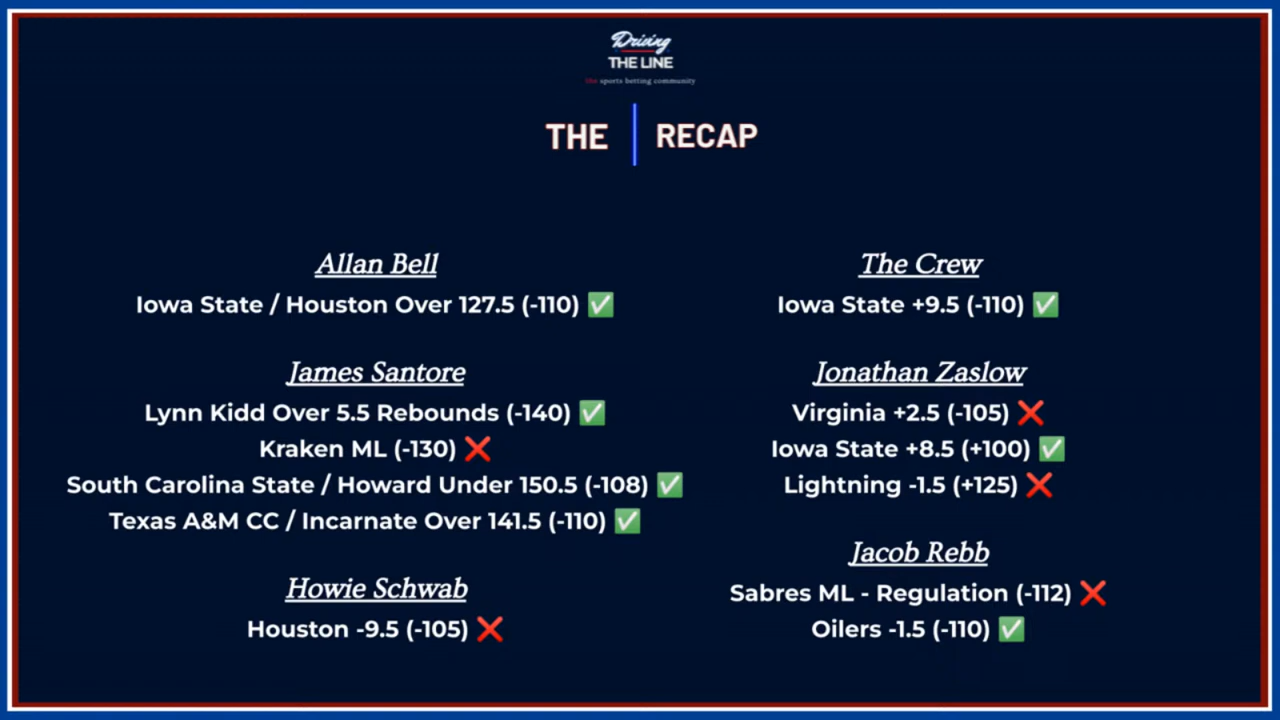 Driving
THE LINE
the sports betting community
THE | RECAP
Allan Bell
Iowa State / Houston Over 127.5 (-110) ✅
James Santore
Lynn Kidd Over 5.5 Rebounds (-140) ✅
Kraken ML (-130) ❌
South Carolina State / Howard Under 150.5 (-108) ✅
Texas A&M CC / Incarnate Over 141.5 (-110) ✅
Howie Schwab
Houston -9.5 (-105) ❌
The Crew
Iowa State +9.5 (-110) ✅
Jonathan Zaslow
Virginia +2.5 (-105) ❌
Iowa State +8.5 (+100) ✅
Lightning -1.5 (+125) ❌
Jacob Rebb
Sabres ML - Regulation (-112) ❌
Oilers -1.5 (-110) ✅